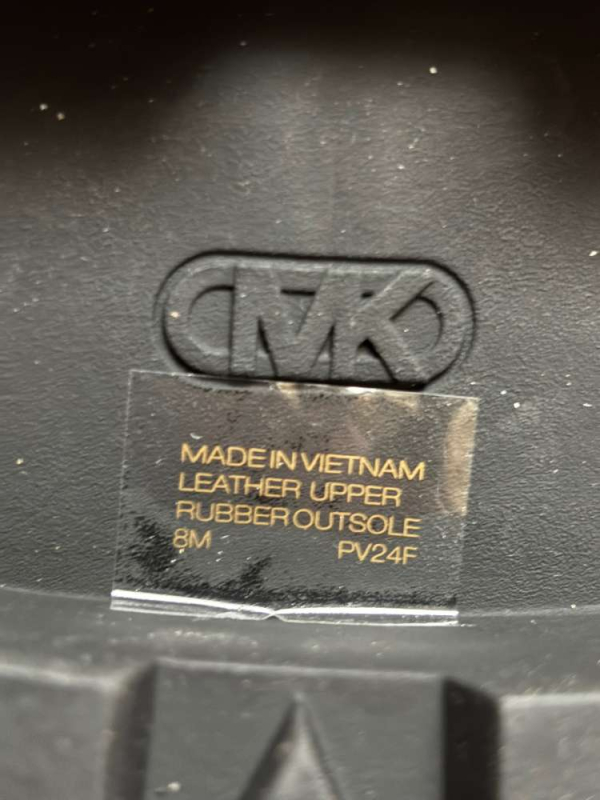 MK
MADE IN VIETNAM
LEATHER UPPER
RUBBER OUTSOLE
8M PV24F